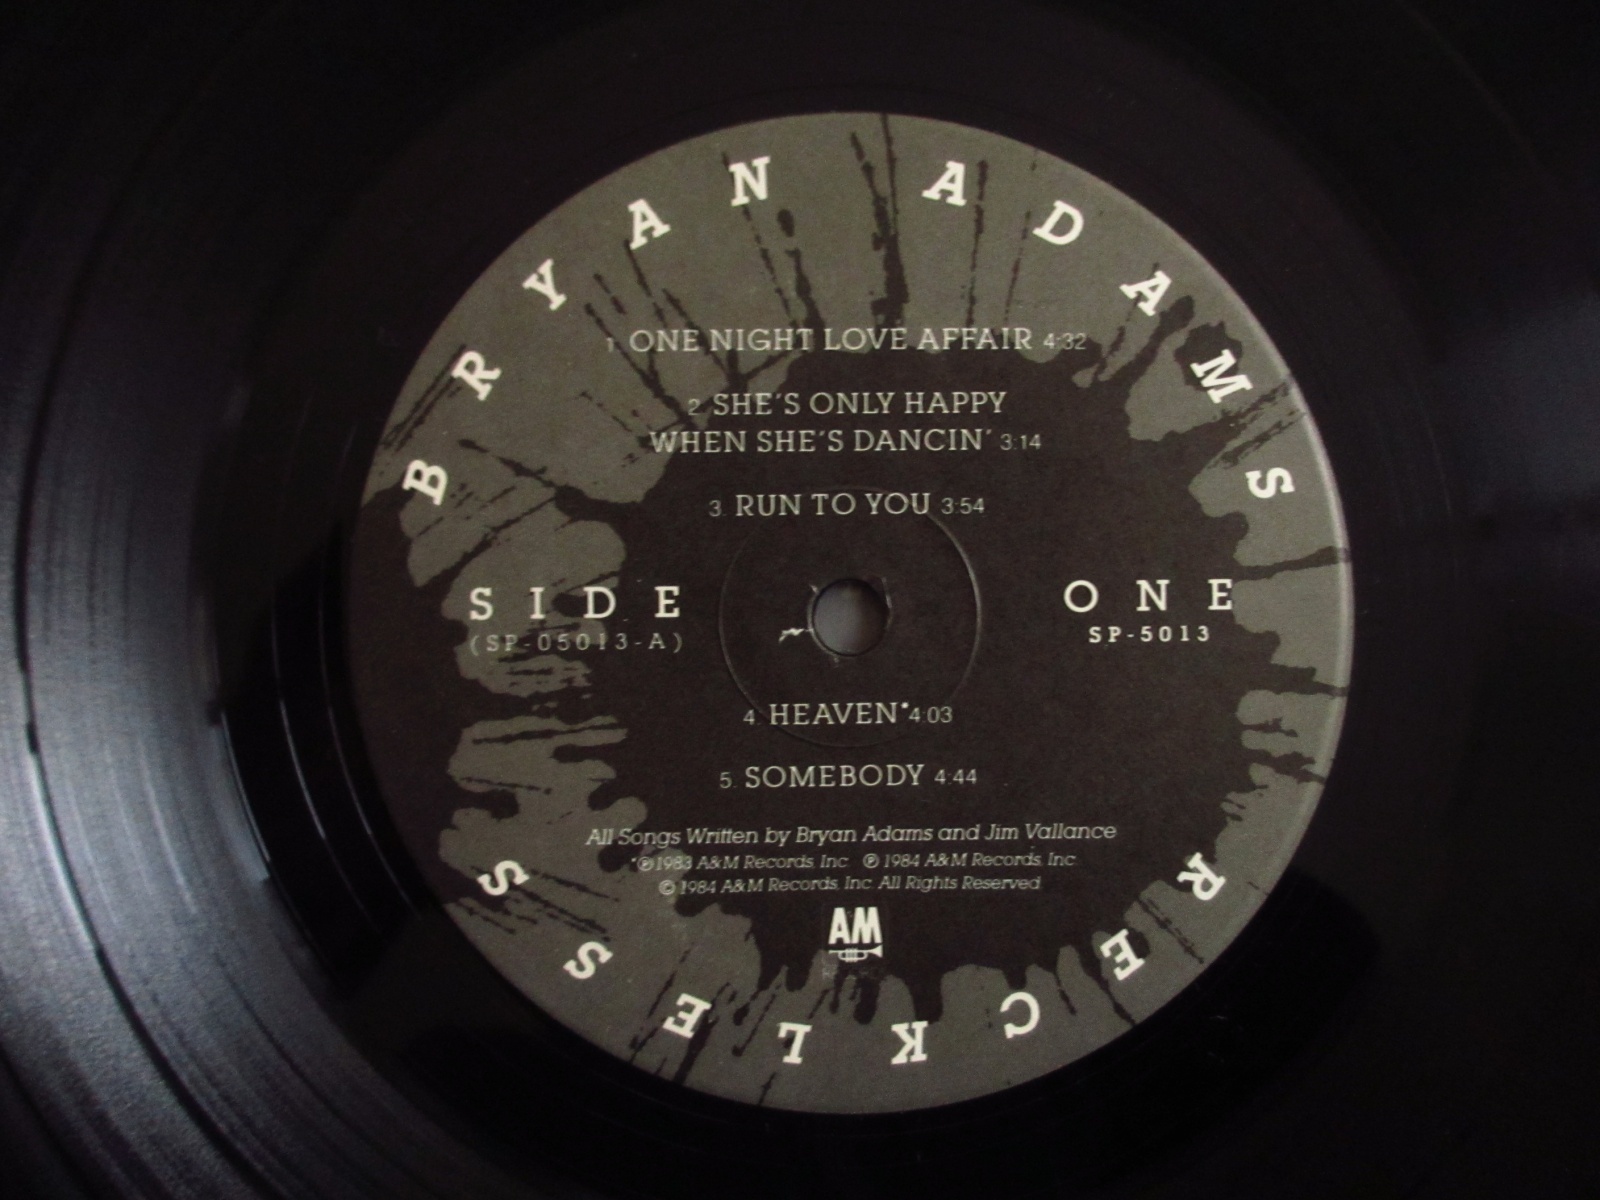 BRYAN ADAMS
1. ONE NIGHT LOVE AFFAIR 4:32
2. SHE'S ONLY HAPPY
WHEN SHE'S DANCIN' 3:14
3. RUN TO YOU 3:54
SIDE ONE
(SP-05013-A) SP-5013
4. HEAVEN*4:03
5. SOMEBODY 4:44
All Songs Written by Bryan Adams and Jim Vallance
*℗1983 A&M Records, Inc. ℗ 1984 A&M Records, Inc.
© 1984 A&M Records, Inc. All Rights Reserved
AM
RECKLESS